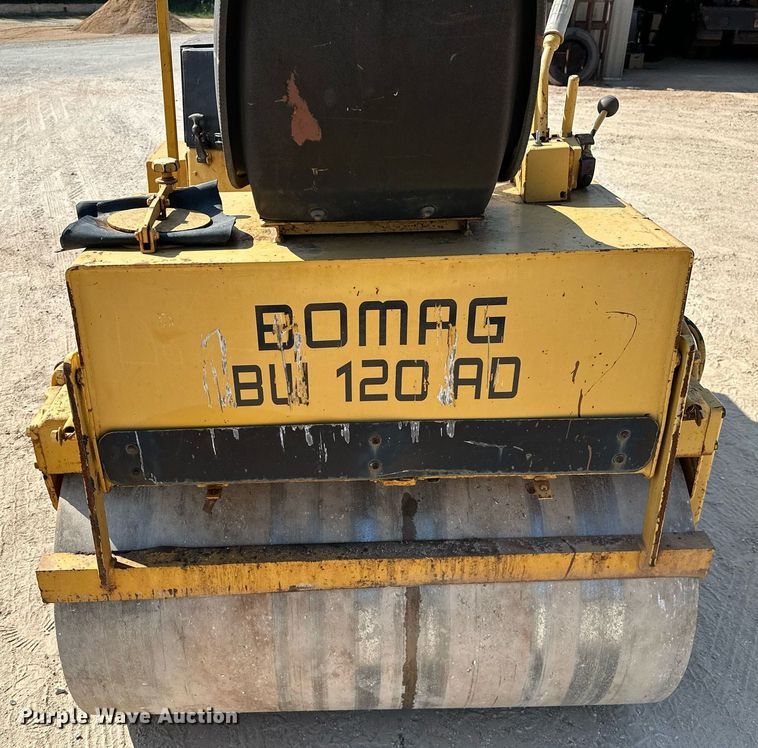 BOMAG
BW 120 AD
Purple Wave Auction